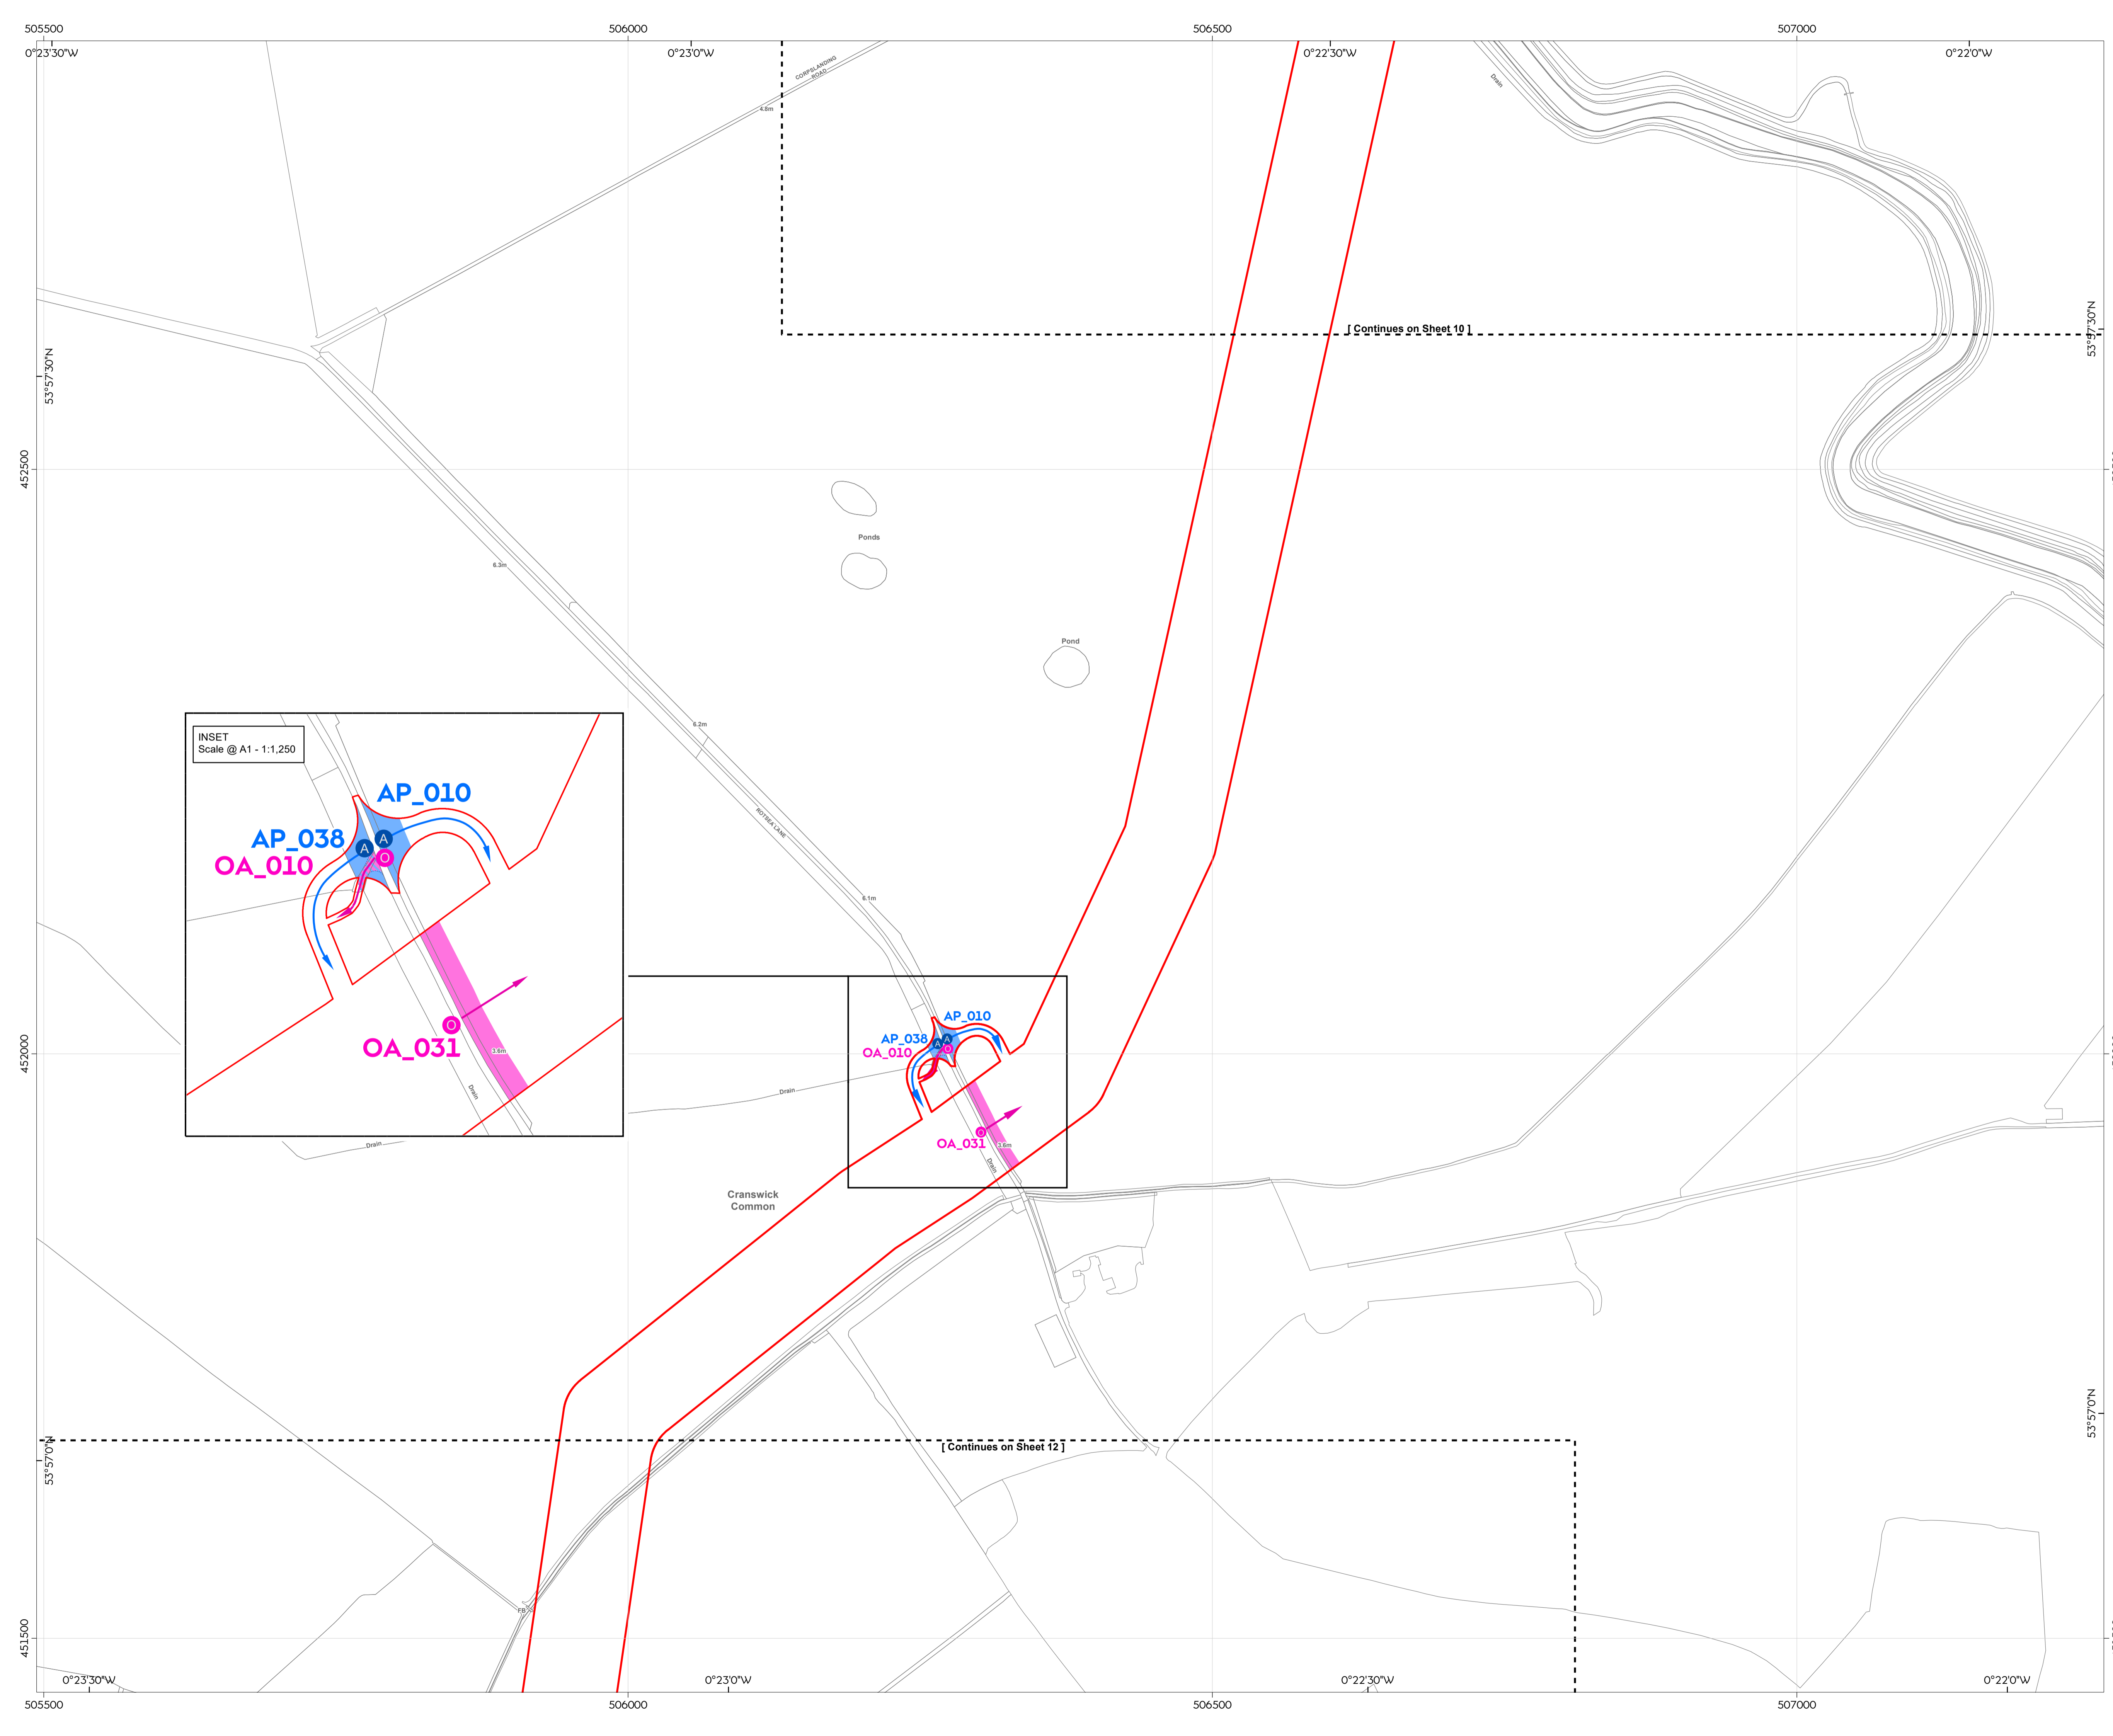 505500
506000
506500
507000
0°23'30"W
0°23'0"W
0°22'30"W
0°22'0"W
CORPSLANDING
ROAD
4.8m
Drain
[ Continues on Sheet 10 ]
53°57'30"N
53°57'30"N
452500
Ponds
6.3m
Pond
6.2m
ROTSEA LANE
6.1m
INSET
Scale @ A1 - 1:1,250
AP_010
AP_038
A
A
OA_010
O
O
OA_031
3.6m
Drain
AP_010
AP_038
A
A
OA_010
O
O
OA_031
3.6m
Drain
452000
Drain
Drain
Cranswick
Common
[ Continues on Sheet 12 ]
53°57'0"N
53°57'0"N
FB
451500
0°23'30"W
0°23'0"W
0°22'30"W
0°22'0"W
505500
506000
506500
507000